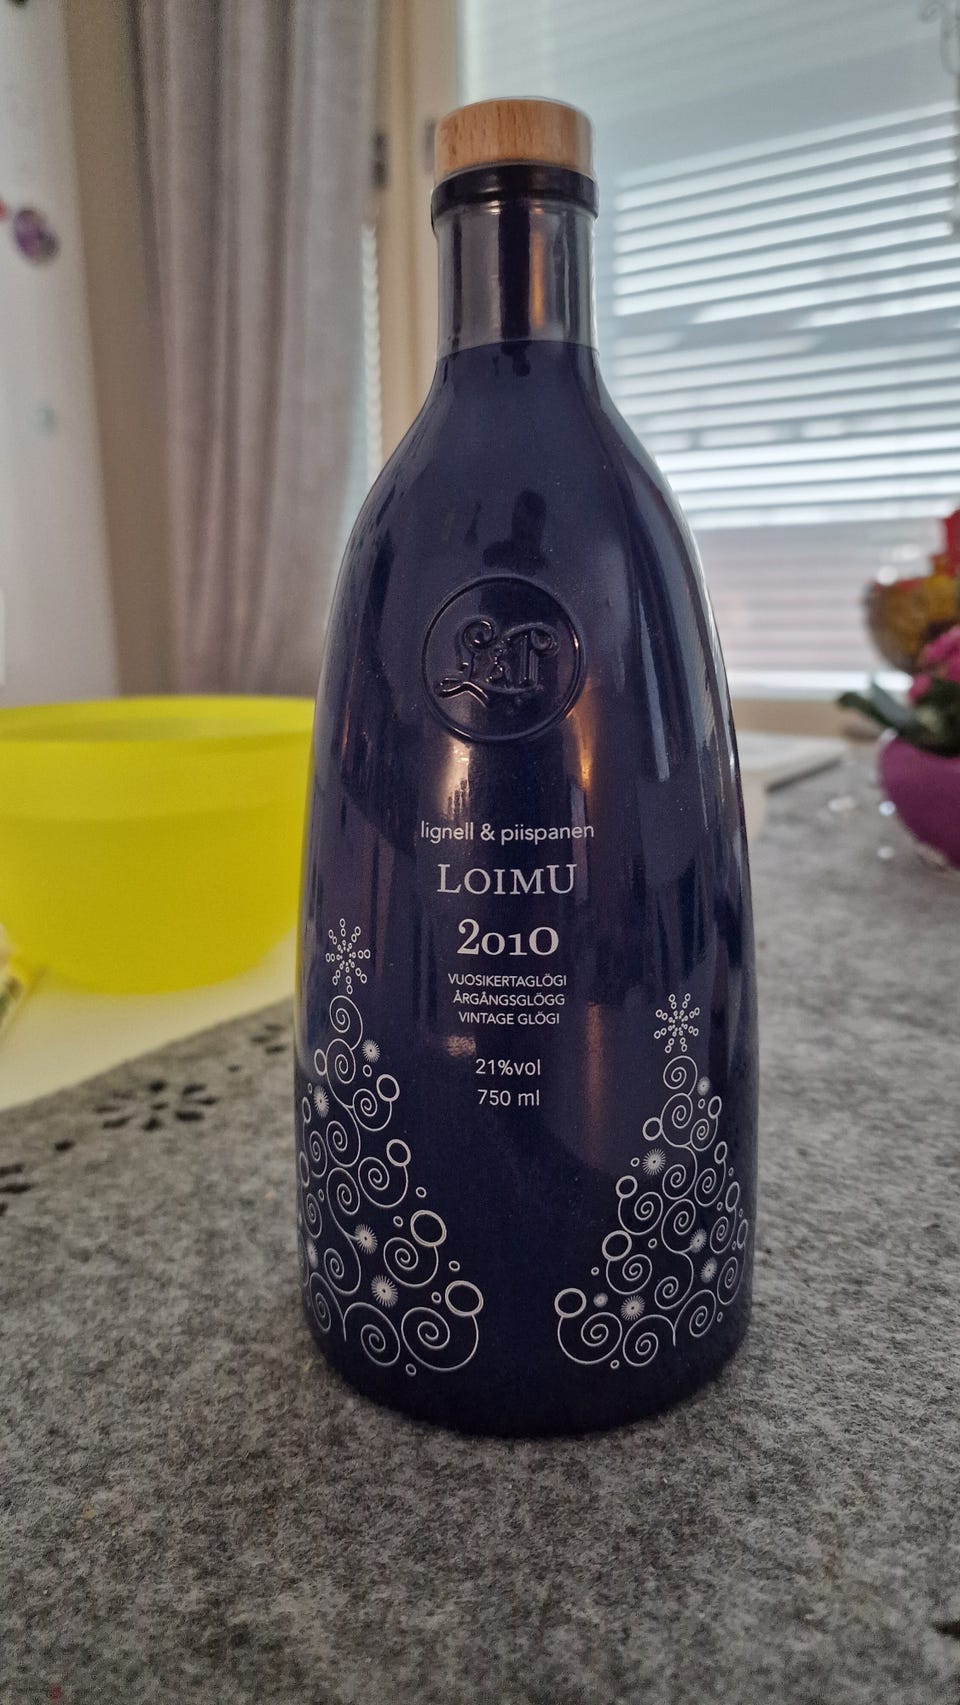 L&P
lignell & piispanen
LOIMU
2010
VUOSIKERTAGLÖGI
ÅRGÅNGSGLÖGG
VINTAGE GLÖGI
21%vol
750 ml